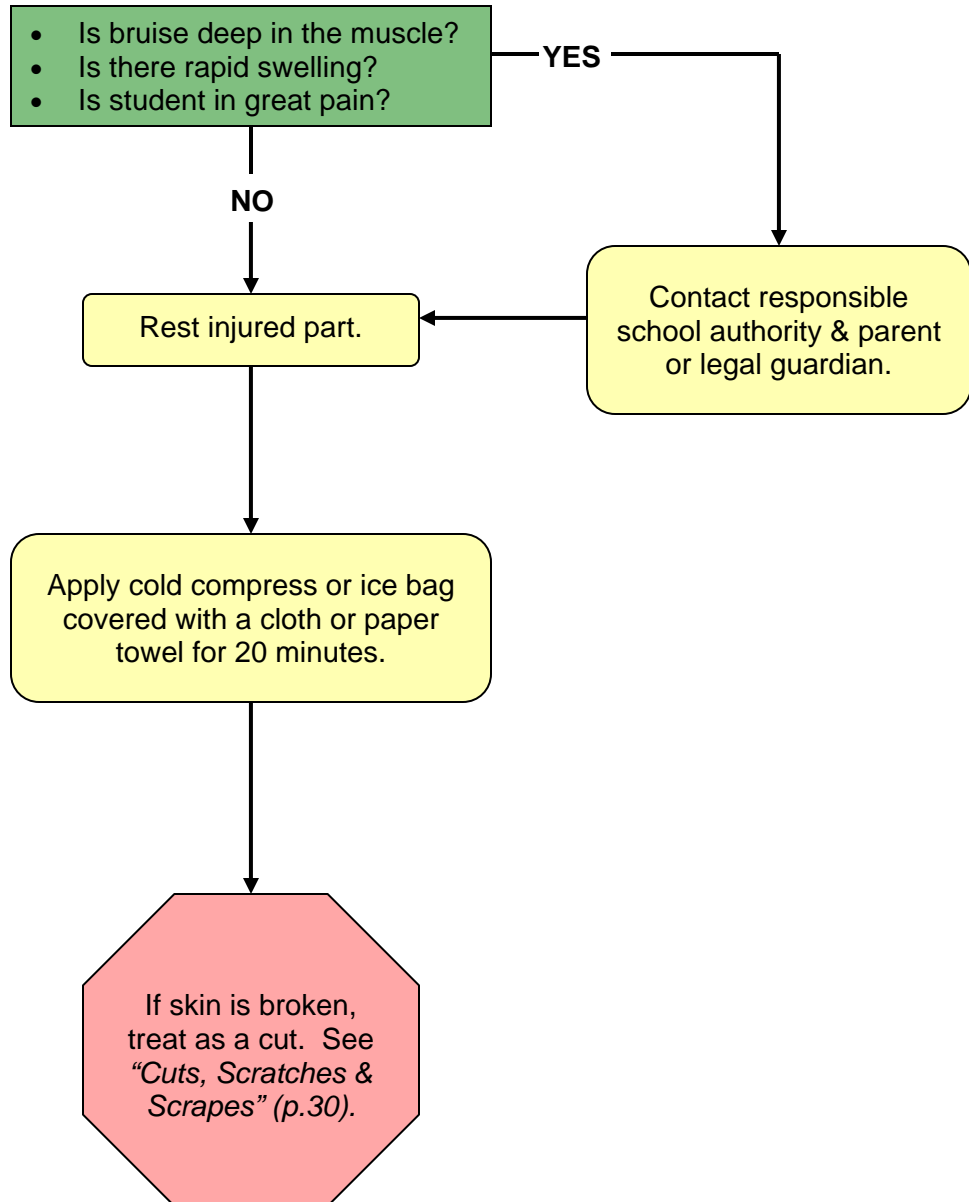 • Is bruise deep in the muscle?
• Is there rapid swelling?
• Is student in great pain?
YES
NO
Rest injured part.
Contact responsible
school authority & parent
or legal guardian.
Apply cold compress or ice bag
covered with a cloth or paper
towel for 20 minutes.
If skin is broken,
treat as a cut.  See
“Cuts, Scratches &
Scrapes” (p.30).